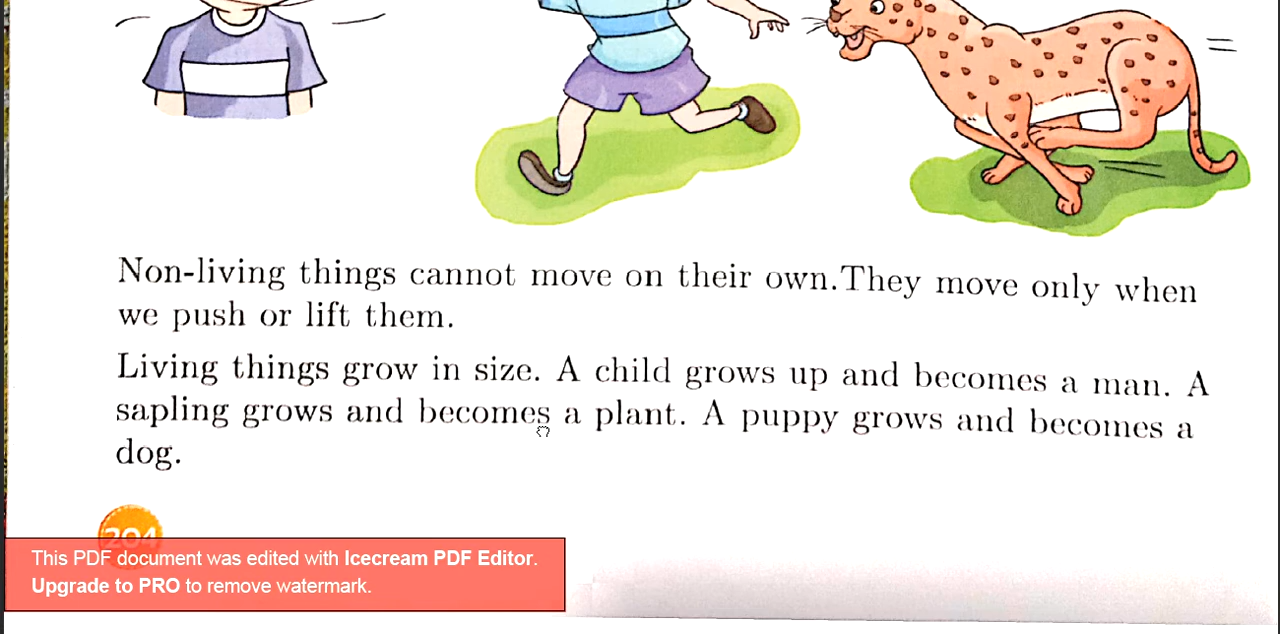 Non-living things cannot move on their own.They move only when
we push or lift them.
Living things grow in size. A child grows up and becomes a man. A
sapling grows and becomes a plant. A puppy grows and becomes a
dog.
204
This PDF document was edited with Icecream PDF Editor.
Upgrade to PRO to remove watermark.